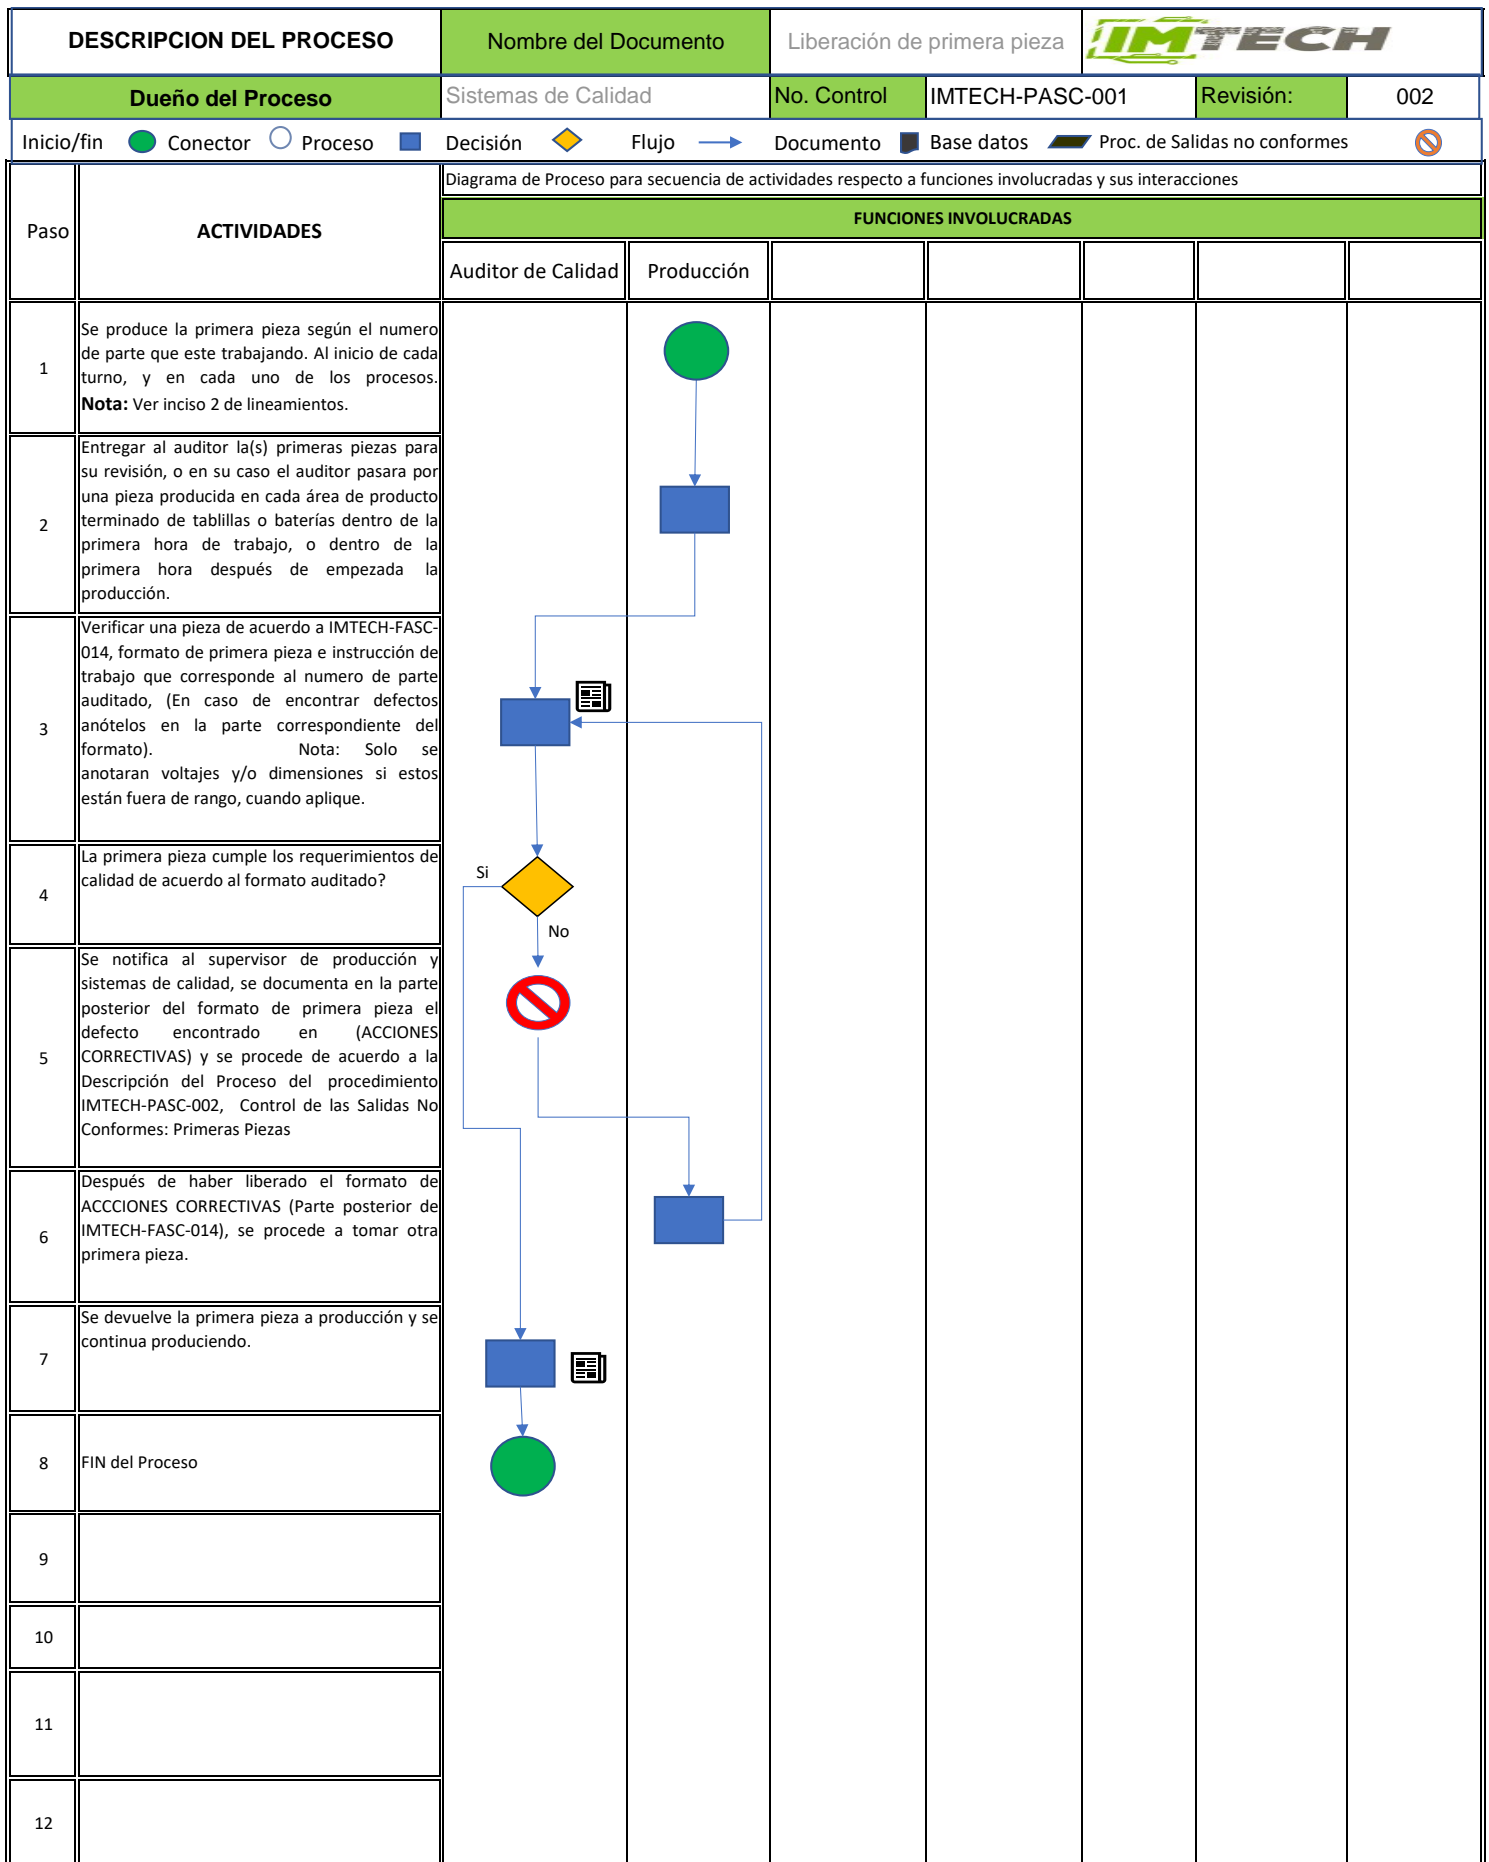 DESCRIPCION DEL PROCESO
Nombre del Documento
Liberación de primera pieza
IMTECH
Dueño del Proceso
Sistemas de Calidad
No. Control
IMTECH-PASC-001
Revisión:
002
Inicio/fin
Conector
Proceso
Decisión
Flujo
Documento
Base datos
Proc. de Salidas no conformes
Paso
ACTIVIDADES
Diagrama de Proceso para secuencia de actividades respecto a funciones involucradas y sus interacciones
FUNCIONES INVOLUCRADAS
Auditor de Calidad
Producción
1
Se produce la primera pieza según el numero
de parte que este trabajando. Al inicio de cada
turno, y en cada uno de los procesos.
Nota: Ver inciso 2 de lineamientos.
2
Entregar al auditor la(s) primeras piezas para
su revisión, o en su caso el auditor pasara por
una pieza producida en cada área de producto
terminado de tablillas o baterías dentro de la
primera hora de trabajo, o dentro de la
primera hora después de empezada la
producción.
3
Verificar una pieza de acuerdo a IMTECH-FASC-
014, formato de primera pieza e instrucción de
trabajo que corresponde al numero de parte
auditado, (En caso de encontrar defectos
anótelos en la parte correspondiente del
formato). Nota: Solo se
anotaran voltajes y/o dimensiones si estos
están fuera de rango, cuando aplique.
4
La primera pieza cumple los requerimientos de
calidad de acuerdo al formato auditado?
Si
No
5
Se notifica al supervisor de producción y
sistemas de calidad, se documenta en la parte
posterior del formato de primera pieza el
defecto encontrado en (ACCIONES
CORRECTIVAS) y se procede de acuerdo a la
Descripción del Proceso del procedimiento
IMTECH-PASC-002, Control de las Salidas No
Conformes: Primeras Piezas
6
Después de haber liberado el formato de
ACCCIONES CORRECTIVAS (Parte posterior de
IMTECH-FASC-014), se procede a tomar otra
primera pieza.
7
Se devuelve la primera pieza a producción y se
continua produciendo.
8
FIN del Proceso
9
10
11
12